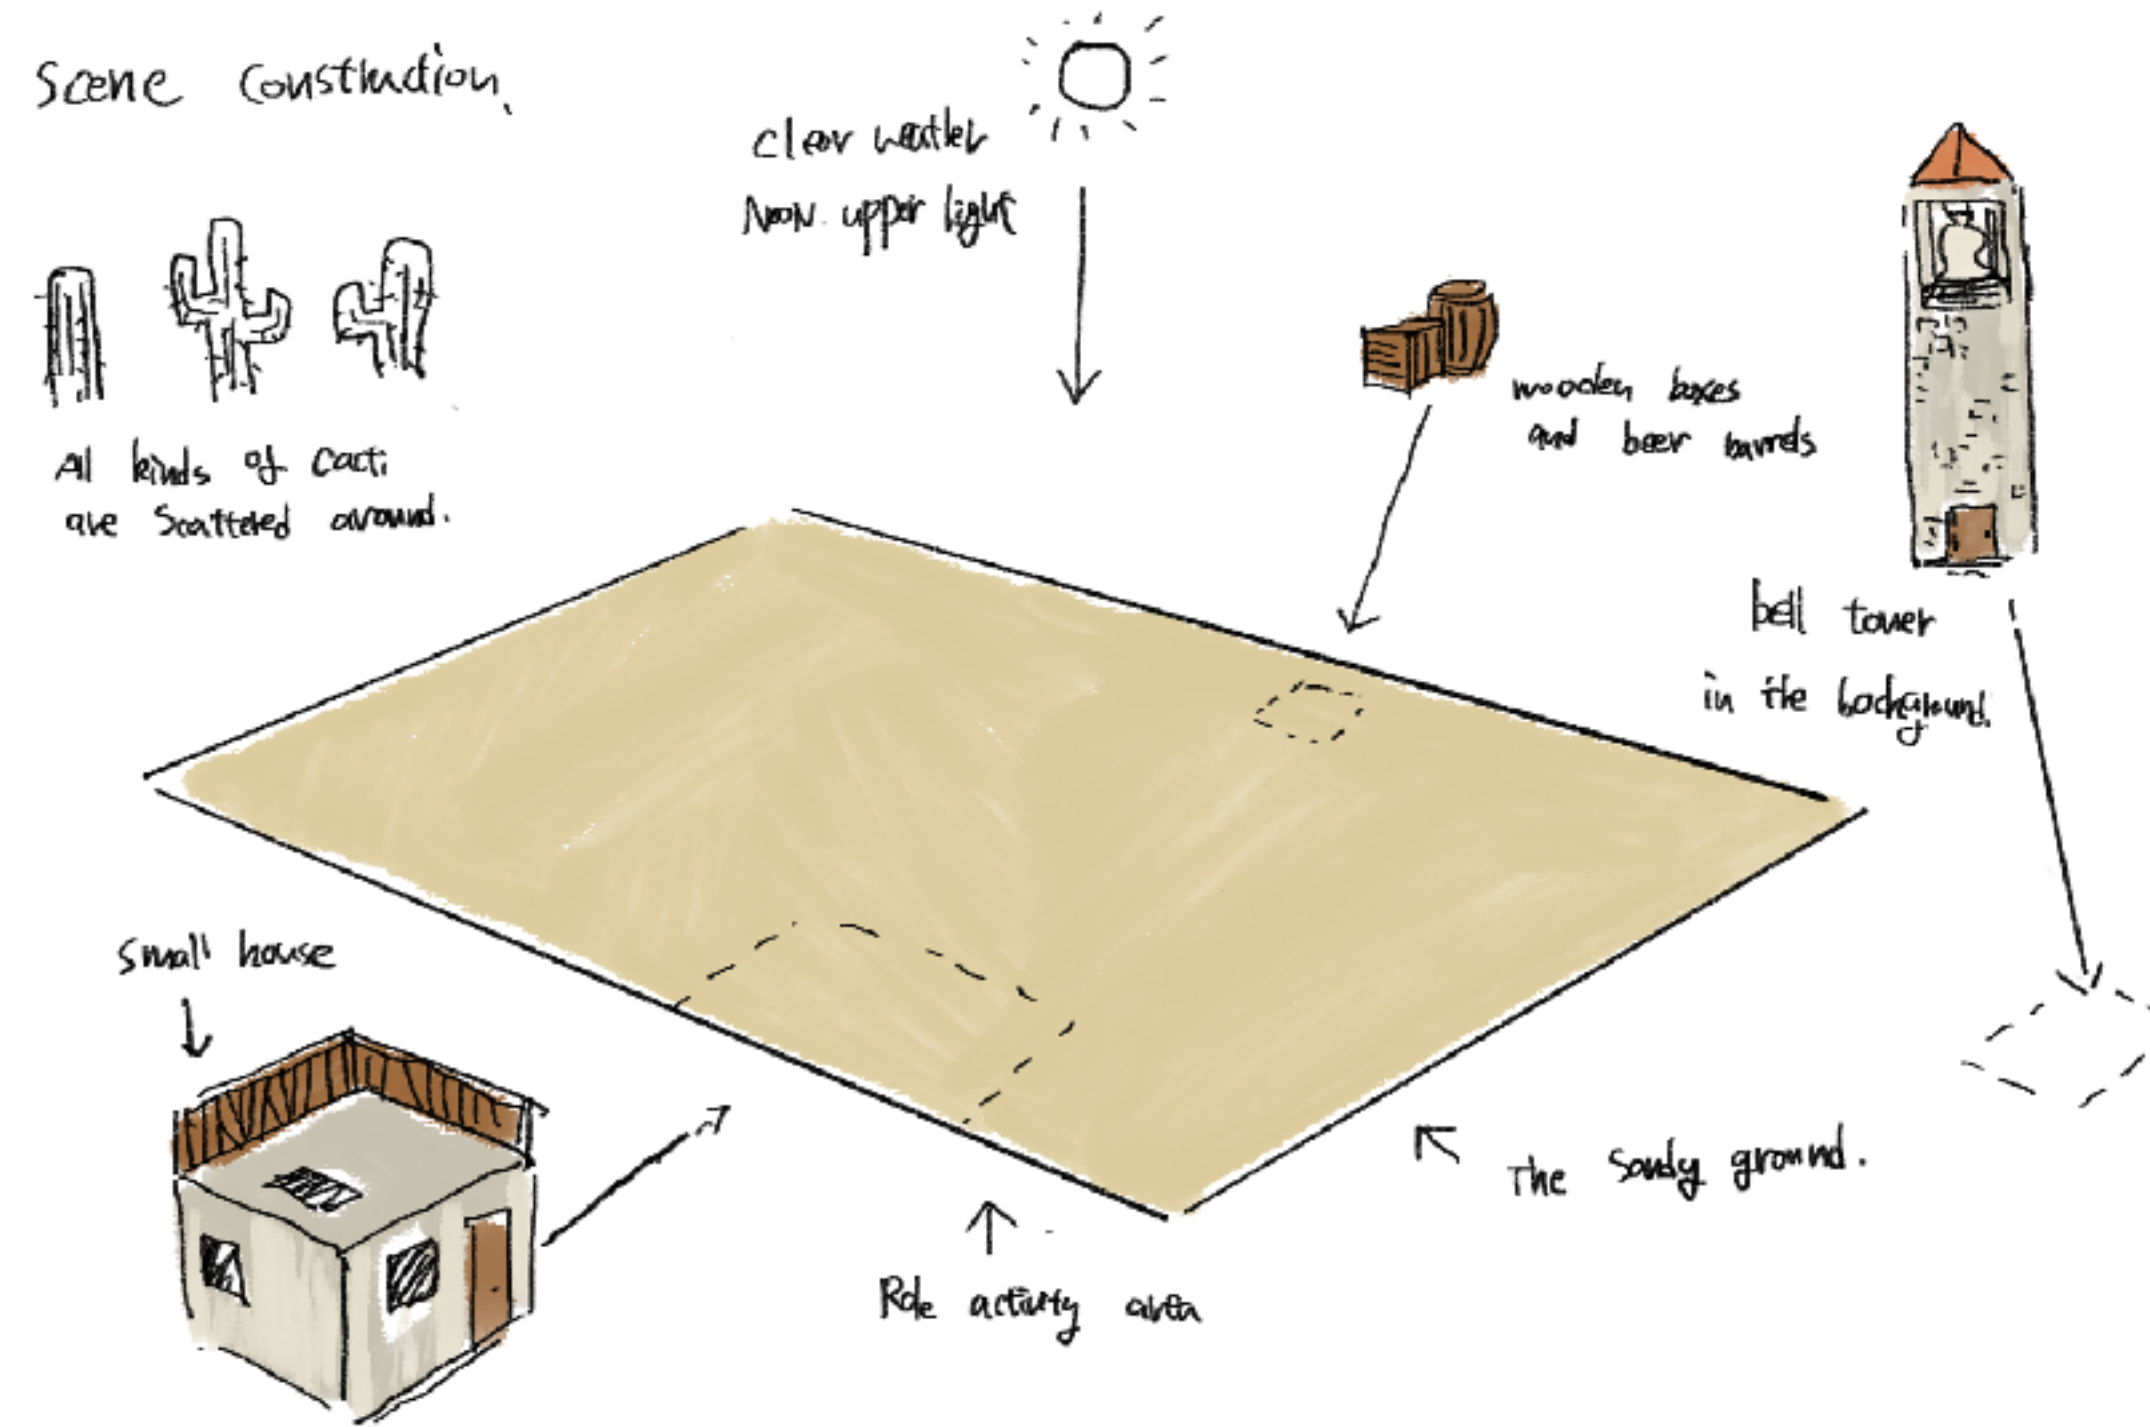 Scene Construction.
clear weather
Noon. upper light
wooden boxes
and beer barrels
All kinds of cacti
are Scattered around.
bell tower
in the background.
Small house
The Sandy ground.
Role activity area